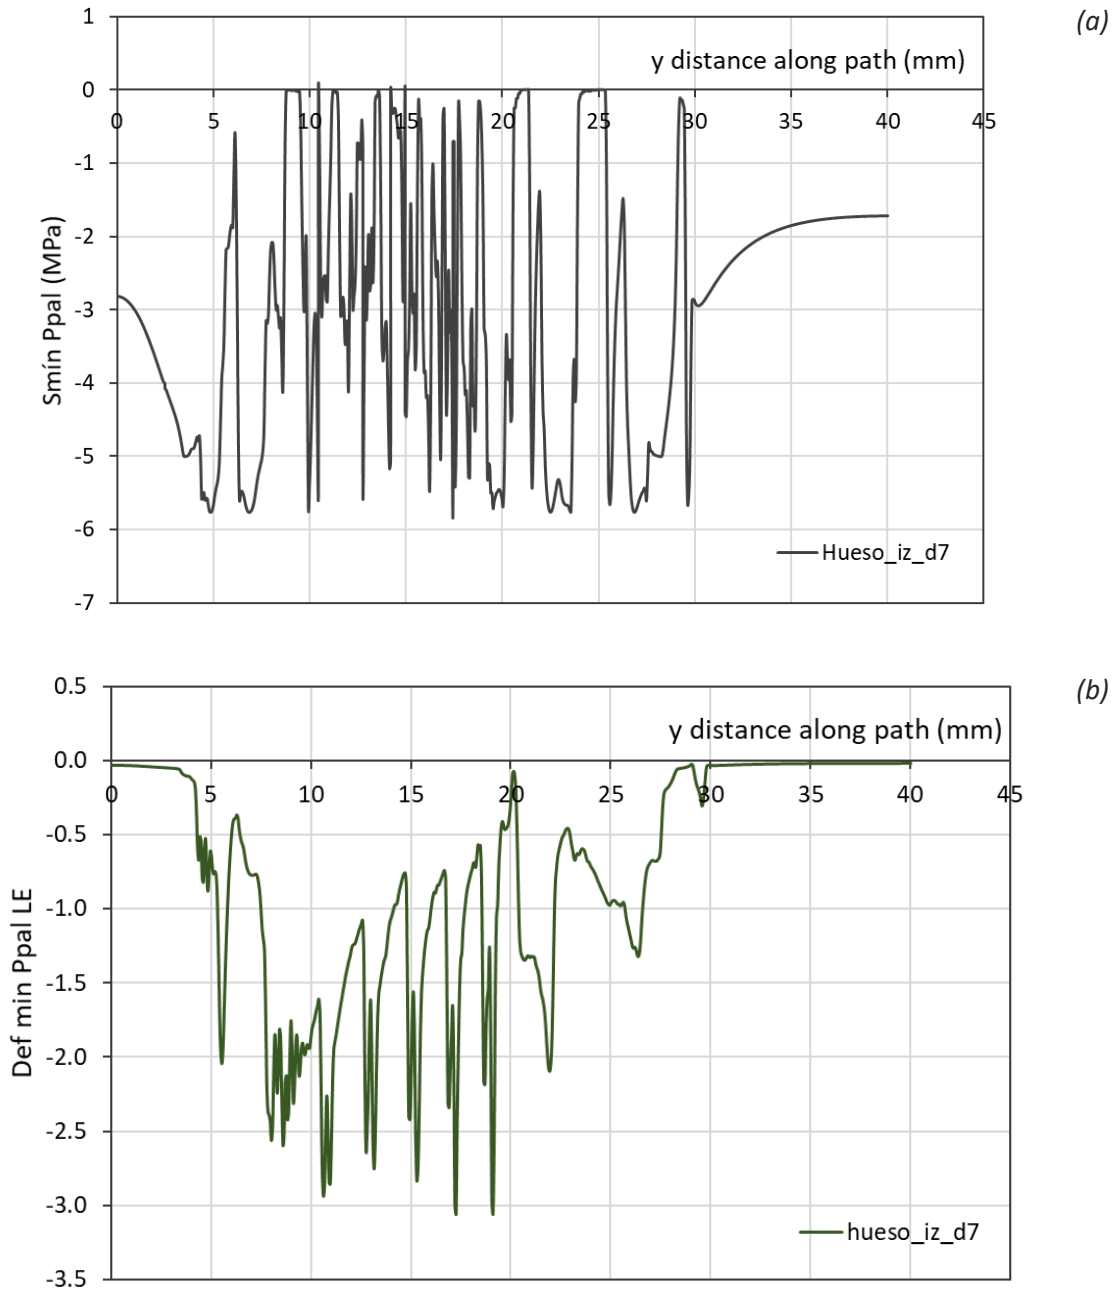 (a)
1
y distance along path (mm)
0
0 5 10 15 20 25 30 35 40 45
-1
-2
-3
-4
-5
-6
-7
Smín Ppal (MPa)
Hueso_iz_d7
(b)
0.5
y distance along path (mm)
0.0
0 5 10 15 20 25 30 35 40 45
-0.5
-1.0
-1.5
-2.0
-2.5
-3.0
-3.5
Def min Ppal LE
hueso_iz_d7